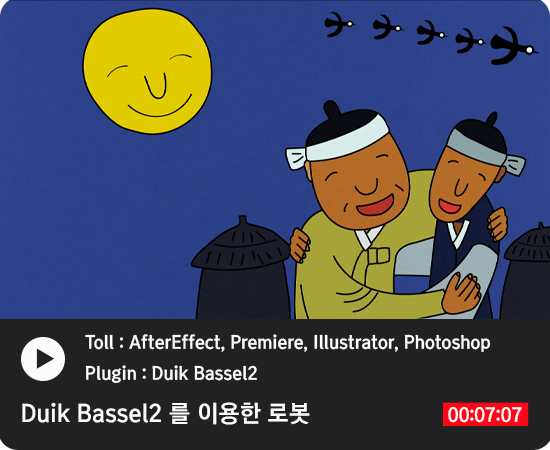 Toll : AfterEffect, Premiere, Illustrator, Photoshop
Plugin : Duik Bassel2
Duik Bassel2 를 이용한 로봇
00:07:07